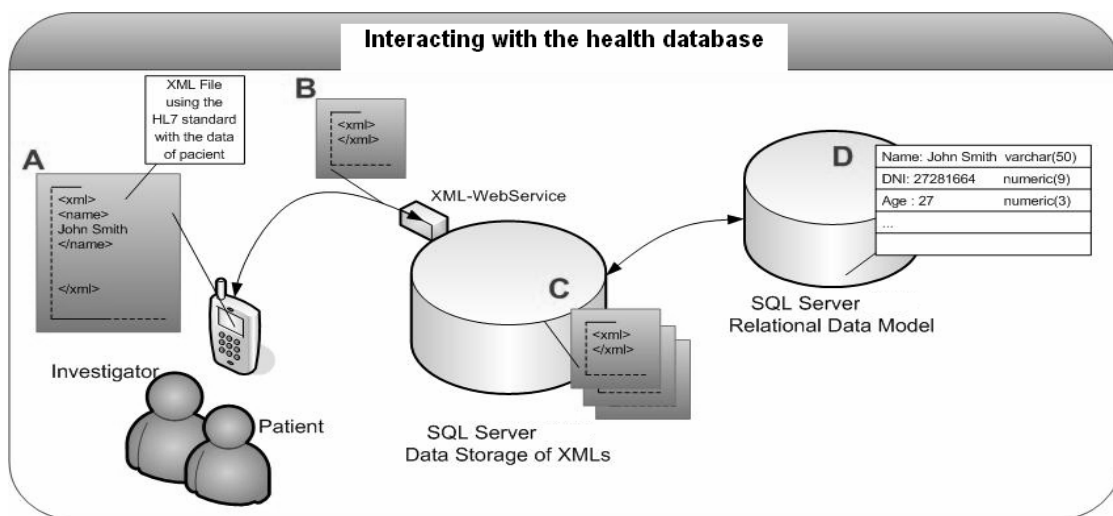 Interacting with the health database
XML File
using the
HL7 standard
with the data
of pacient
A
<xml>
<name>
John Smith
</name>
</xml>
B
<xml>
</xml>
XML-WebService
Investigator
Patient
C
<xml>
</xml>
SQL Server
Data Storage of XMLs
D
Name: John Smith varchar(50)
DNI: 27281664 numeric(9)
Age : 27 numeric(3)
...
SQL Server
Relational Data Model